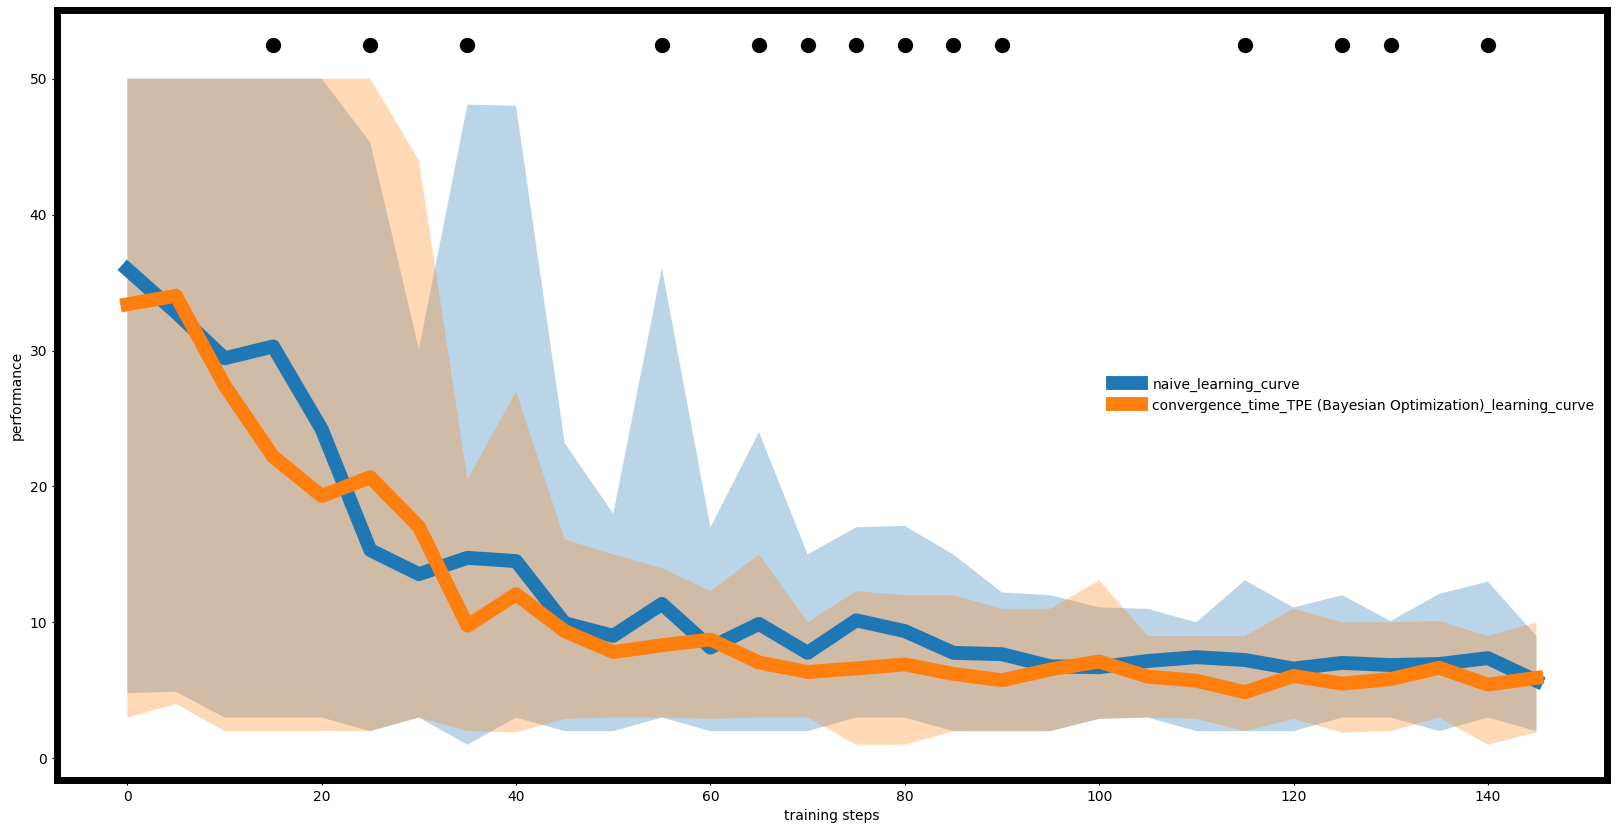 50
40
30
20
10
0
performance
naive_learning_curve
convergence_time_TPE (Bayesian Optimization)_learning_curve
0 20 40 60 80 100 120 140
training steps